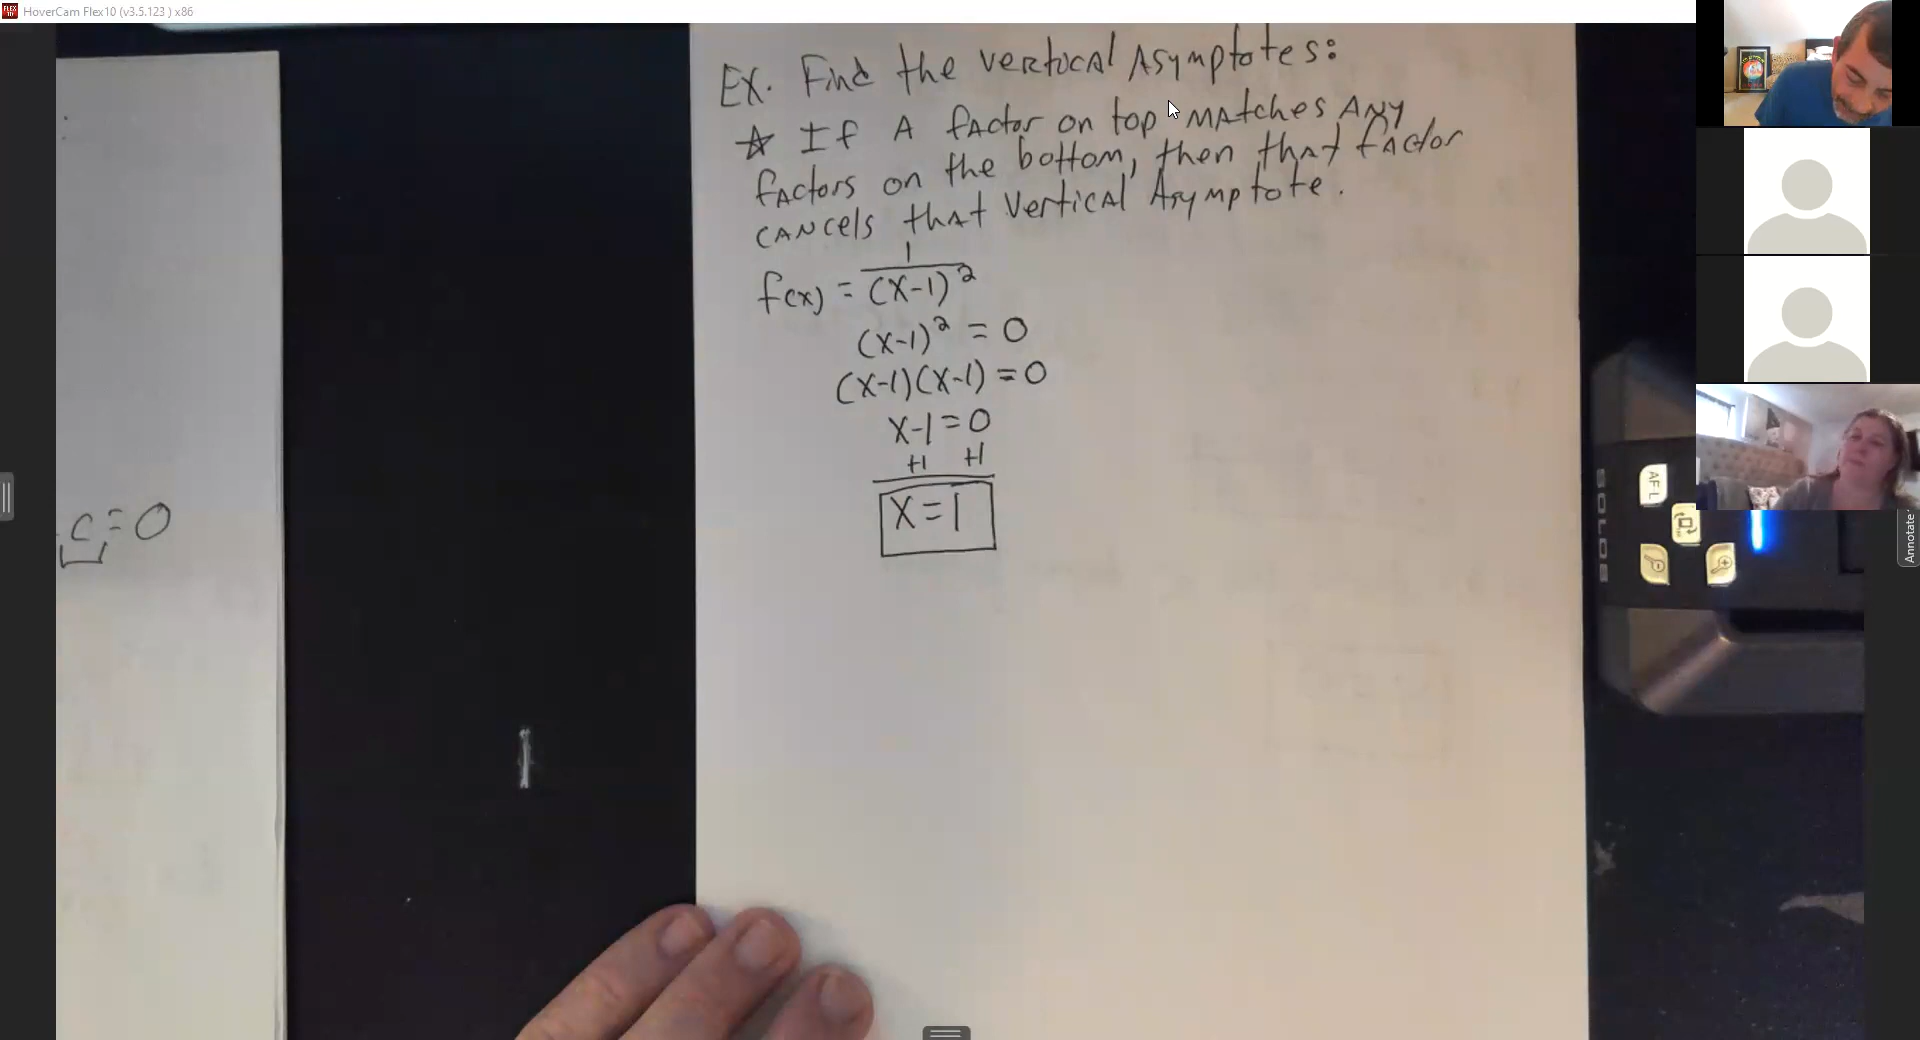 HoverCam Flex10 (v3.5.123 ) x86
EX. Find the vertical Asymptotes:
☆ If A factor on top matches Any
factors on the bottom, then that factor
cancels that Vertical Asymptote.
1
f(x) = (x-1)²
(x-1)² = 0
(x-1)(x-1) = 0
x-1 = 0
+1 +1
x = 1
c = 0
AF-L
SOLO8
Annotate